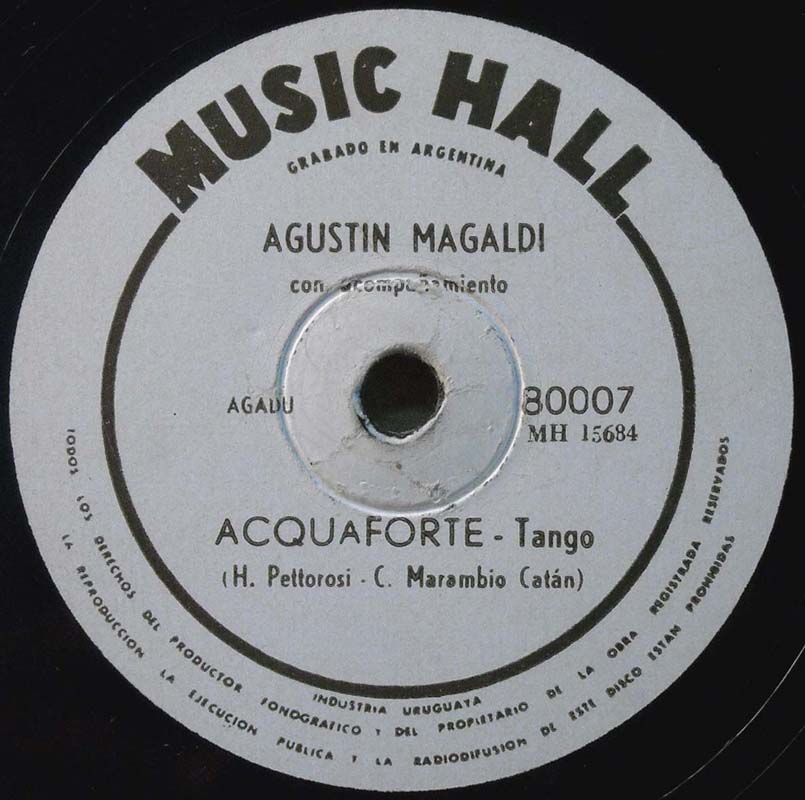 MUSIC HALL
GRABADO EN ARGENTINA
AGUSTIN MAGALDI
con acompañamiento
AGADU
80007
MH 15684
ACQUAFORTE - Tango
(H. Pettorosi - C. Marambio Catán)
INDUSTRIA URUGUAYA
TODOS LOS DERECHOS DEL PRODUCTOR FONOGRAFICO Y DEL PROPIETARIO DE LA OBRA REGISTRADA RESERVADOS
LA REPRODUCCION LA EJECUCION PUBLICA Y LA RADIODIFUSION DE ESTE DISCO ESTAN PROHIBIDAS